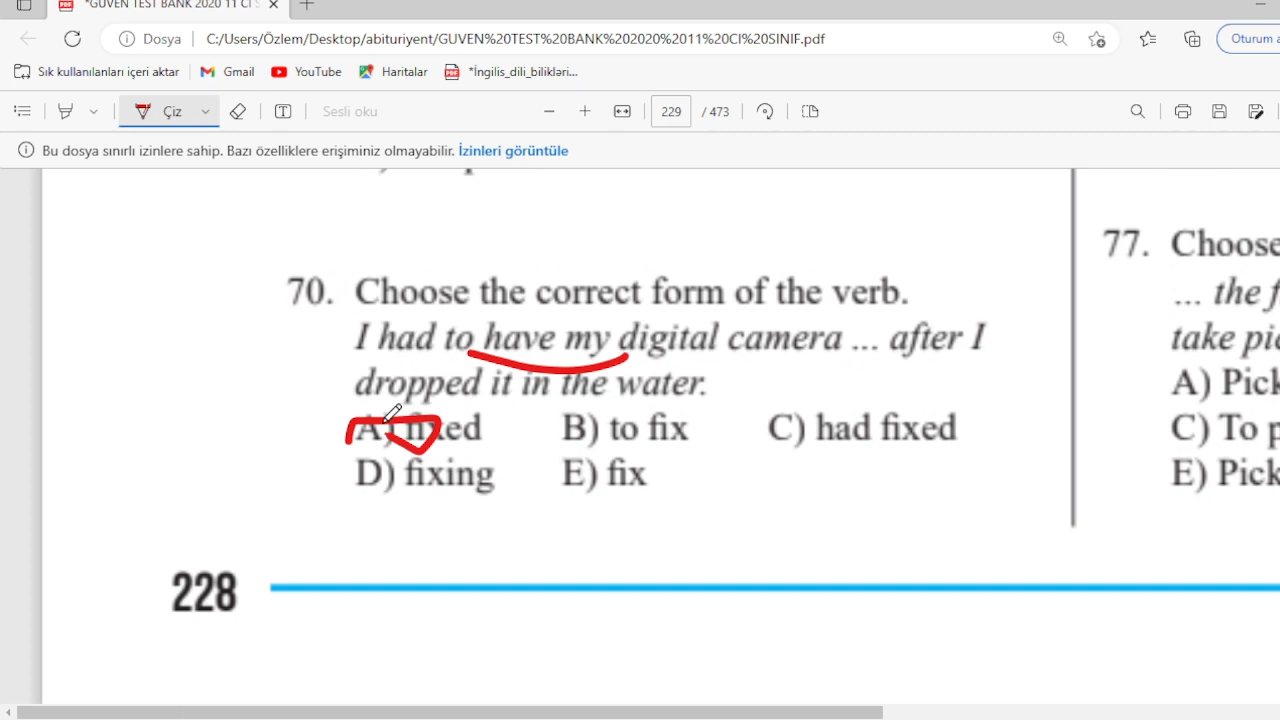 *GUVEN TEST BANK 2020 11 CI S
Dosya
C:/Users/Özlem/Desktop/abituriyent/GUVEN%20TEST%20BANK%202020%2011%20CI%20SINIF.pdf
Oturum a
Sık kullanılanları içeri aktar
Gmail
YouTube
Haritalar
*İngilis_dili_bilikləri...
Çiz
Sesli oku
229
/ 473
Bu dosya sınırlı izinlere sahip. Bazı özelliklere erişiminiz olmayabilir. İzinleri görüntüle
70. Choose the correct form of the verb.
I had to have my digital camera ... after I
dropped it in the water.
A) fixed B) to fix C) had fixed
D) fixing E) fix
228
77. Choose
... the f
take pic
A) Pick
C) To p
E) Pick